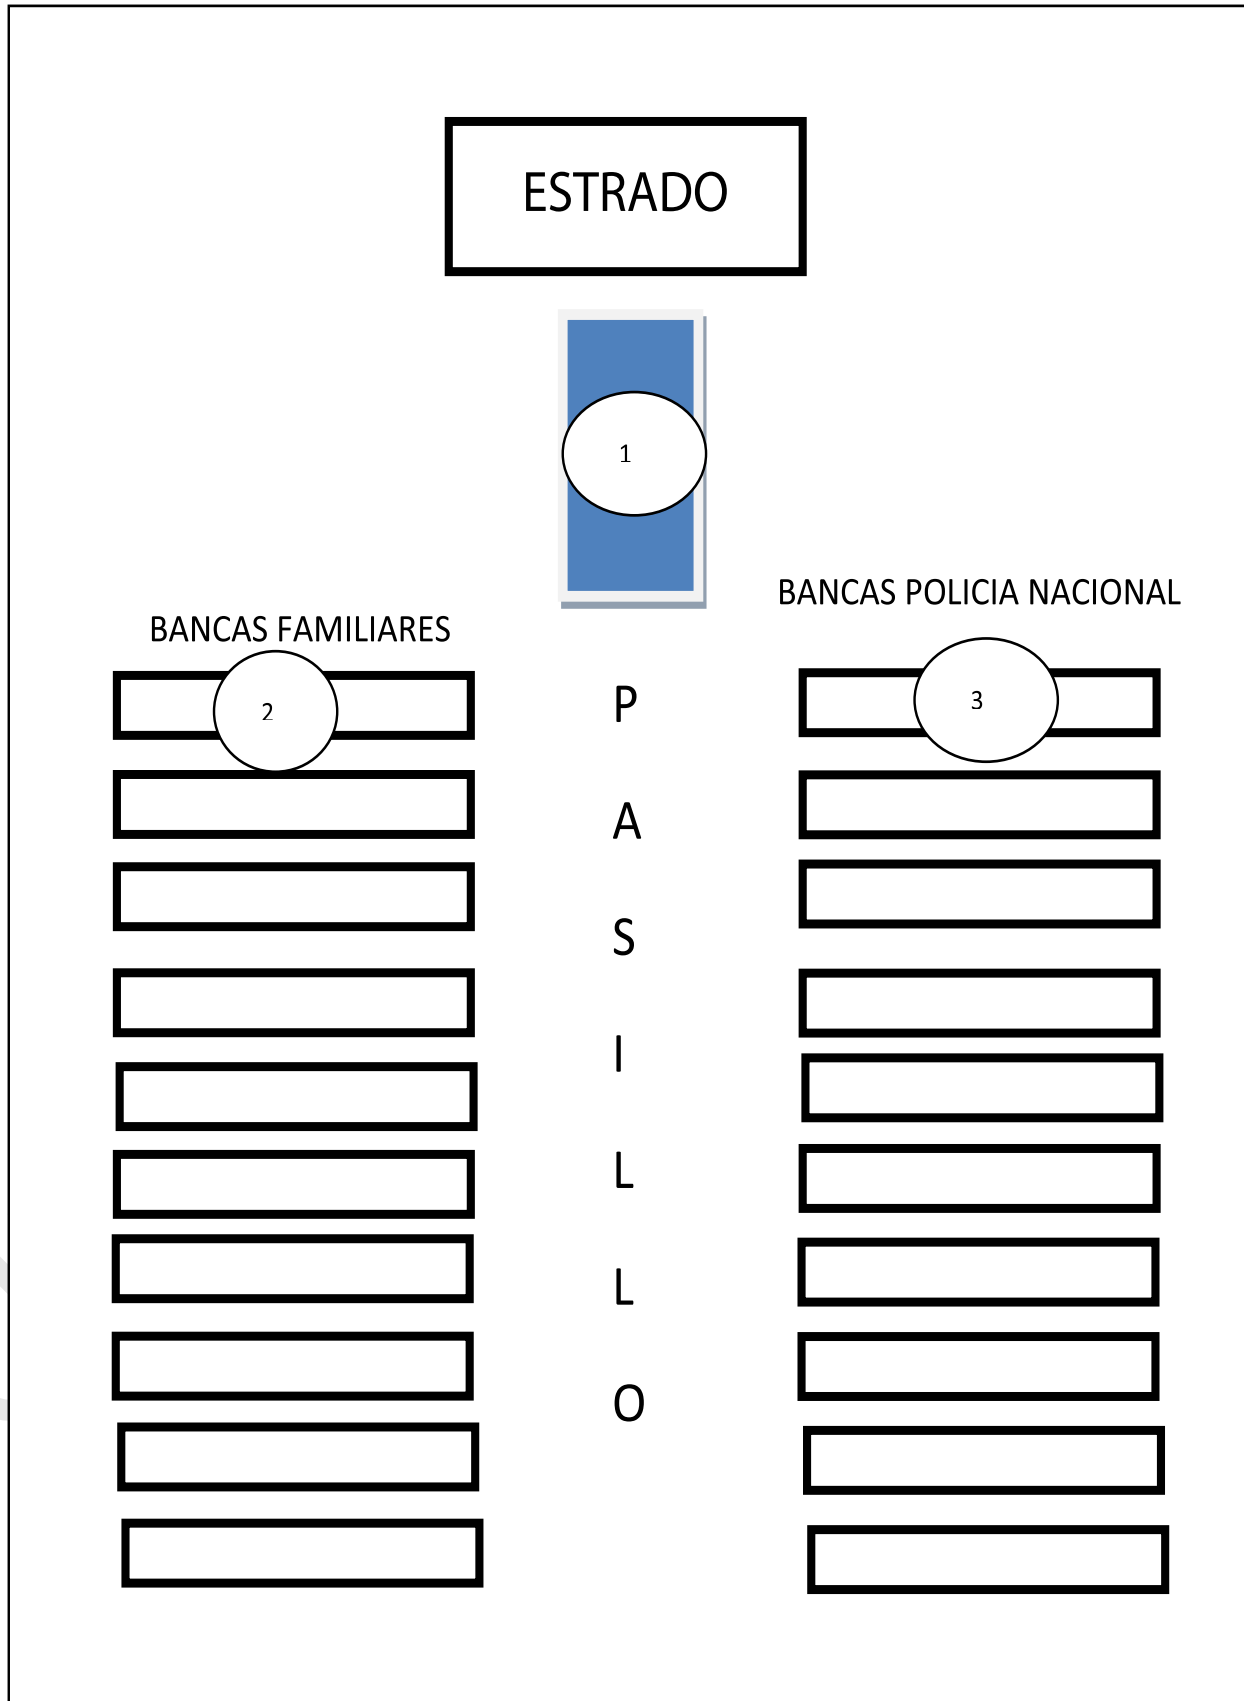 ESTRADO
1
BANCAS POLICIA NACIONAL
BANCAS FAMILIARES
2
3
P
A
S
I
L
L
O